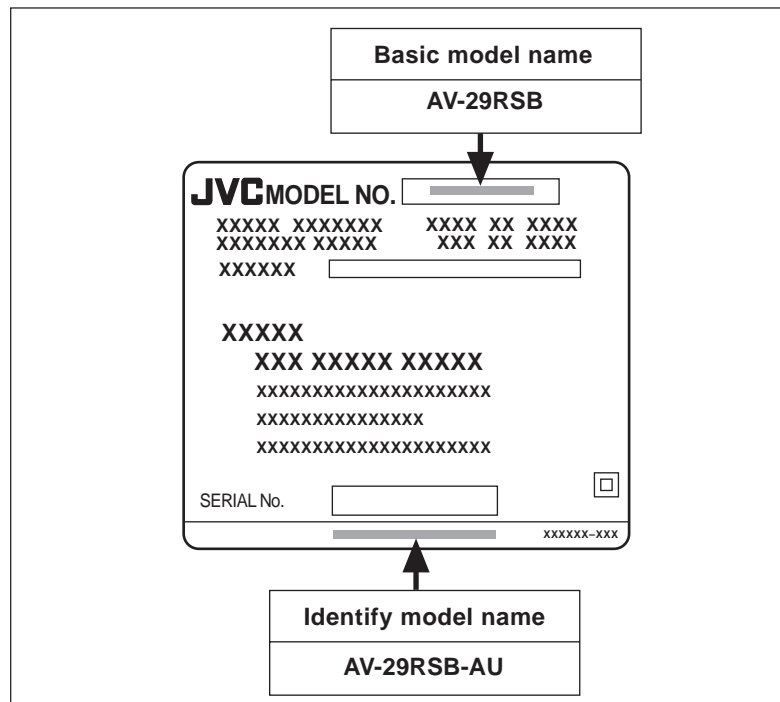 Basic model name
AV-29RSB
JVC MODEL NO.
XXXXX XXXXXXX XXXX XX XXXX
XXXXXXX XXXXX XXX XX XXXX
XXXXXX
XXXXX
XXX XXXXX XXXXX
XXXXXXXXXXXXXXXXXXXXX
XXXXXXXXXXXXXXX
XXXXXXXXXXXXXXXXXXXXX
SERIAL No.
XXXXXX–XXX
Identify model name
AV-29RSB-AU